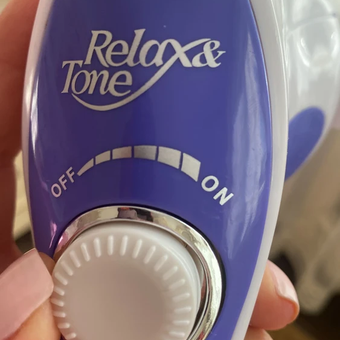 Relax&
Tone
OFF ON